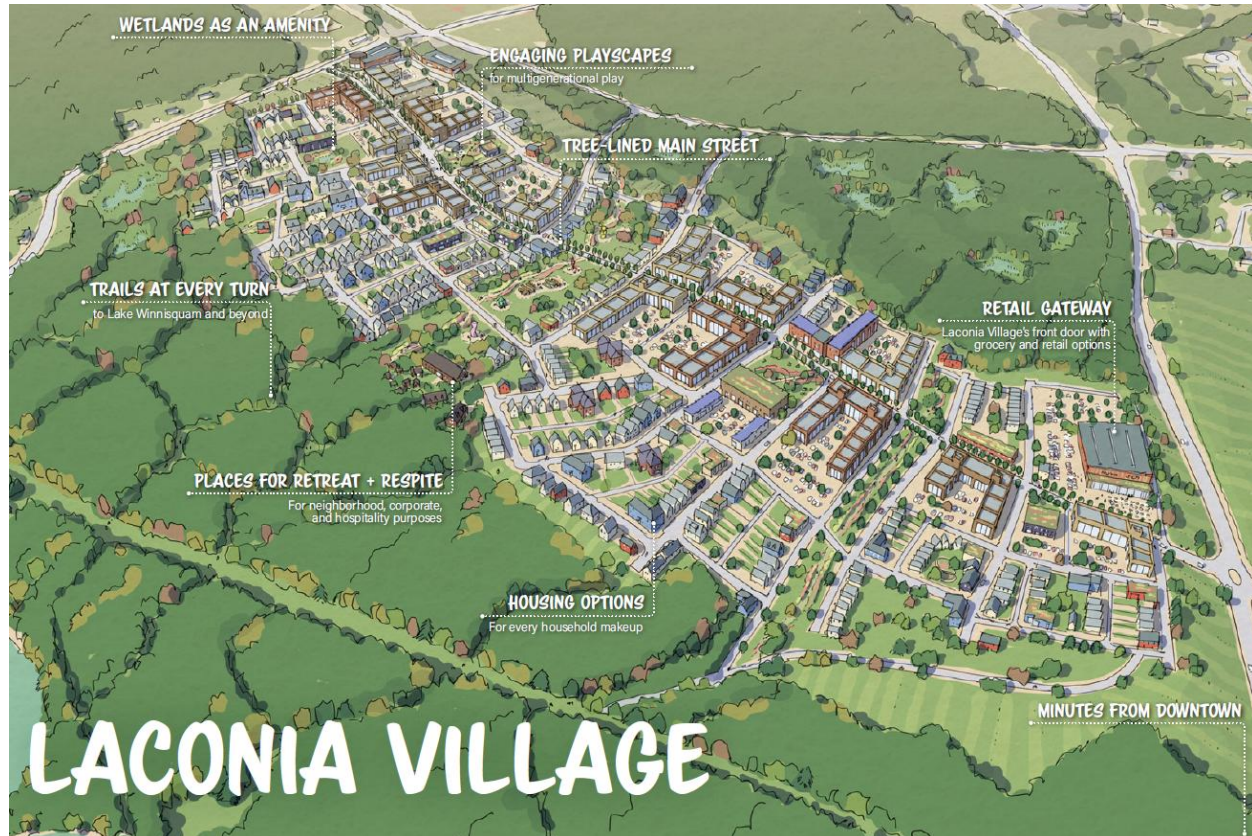 WETLANDS AS AN AMENITY
ENGAGING PLAYSCAPES
for multigenerational play
TREE-LINED MAIN STREET
TRAILS AT EVERY TURN
to Lake Winnisquam and beyond
RETAIL GATEWAY
Laconia Village's front door with
grocery and retail options
PLACES FOR RETREAT + RESPITE
For neighborhood, corporate,
and hospitality purposes
HOUSING OPTIONS
For every household makeup
MINUTES FROM DOWNTOWN
LACONIA VILLAGE